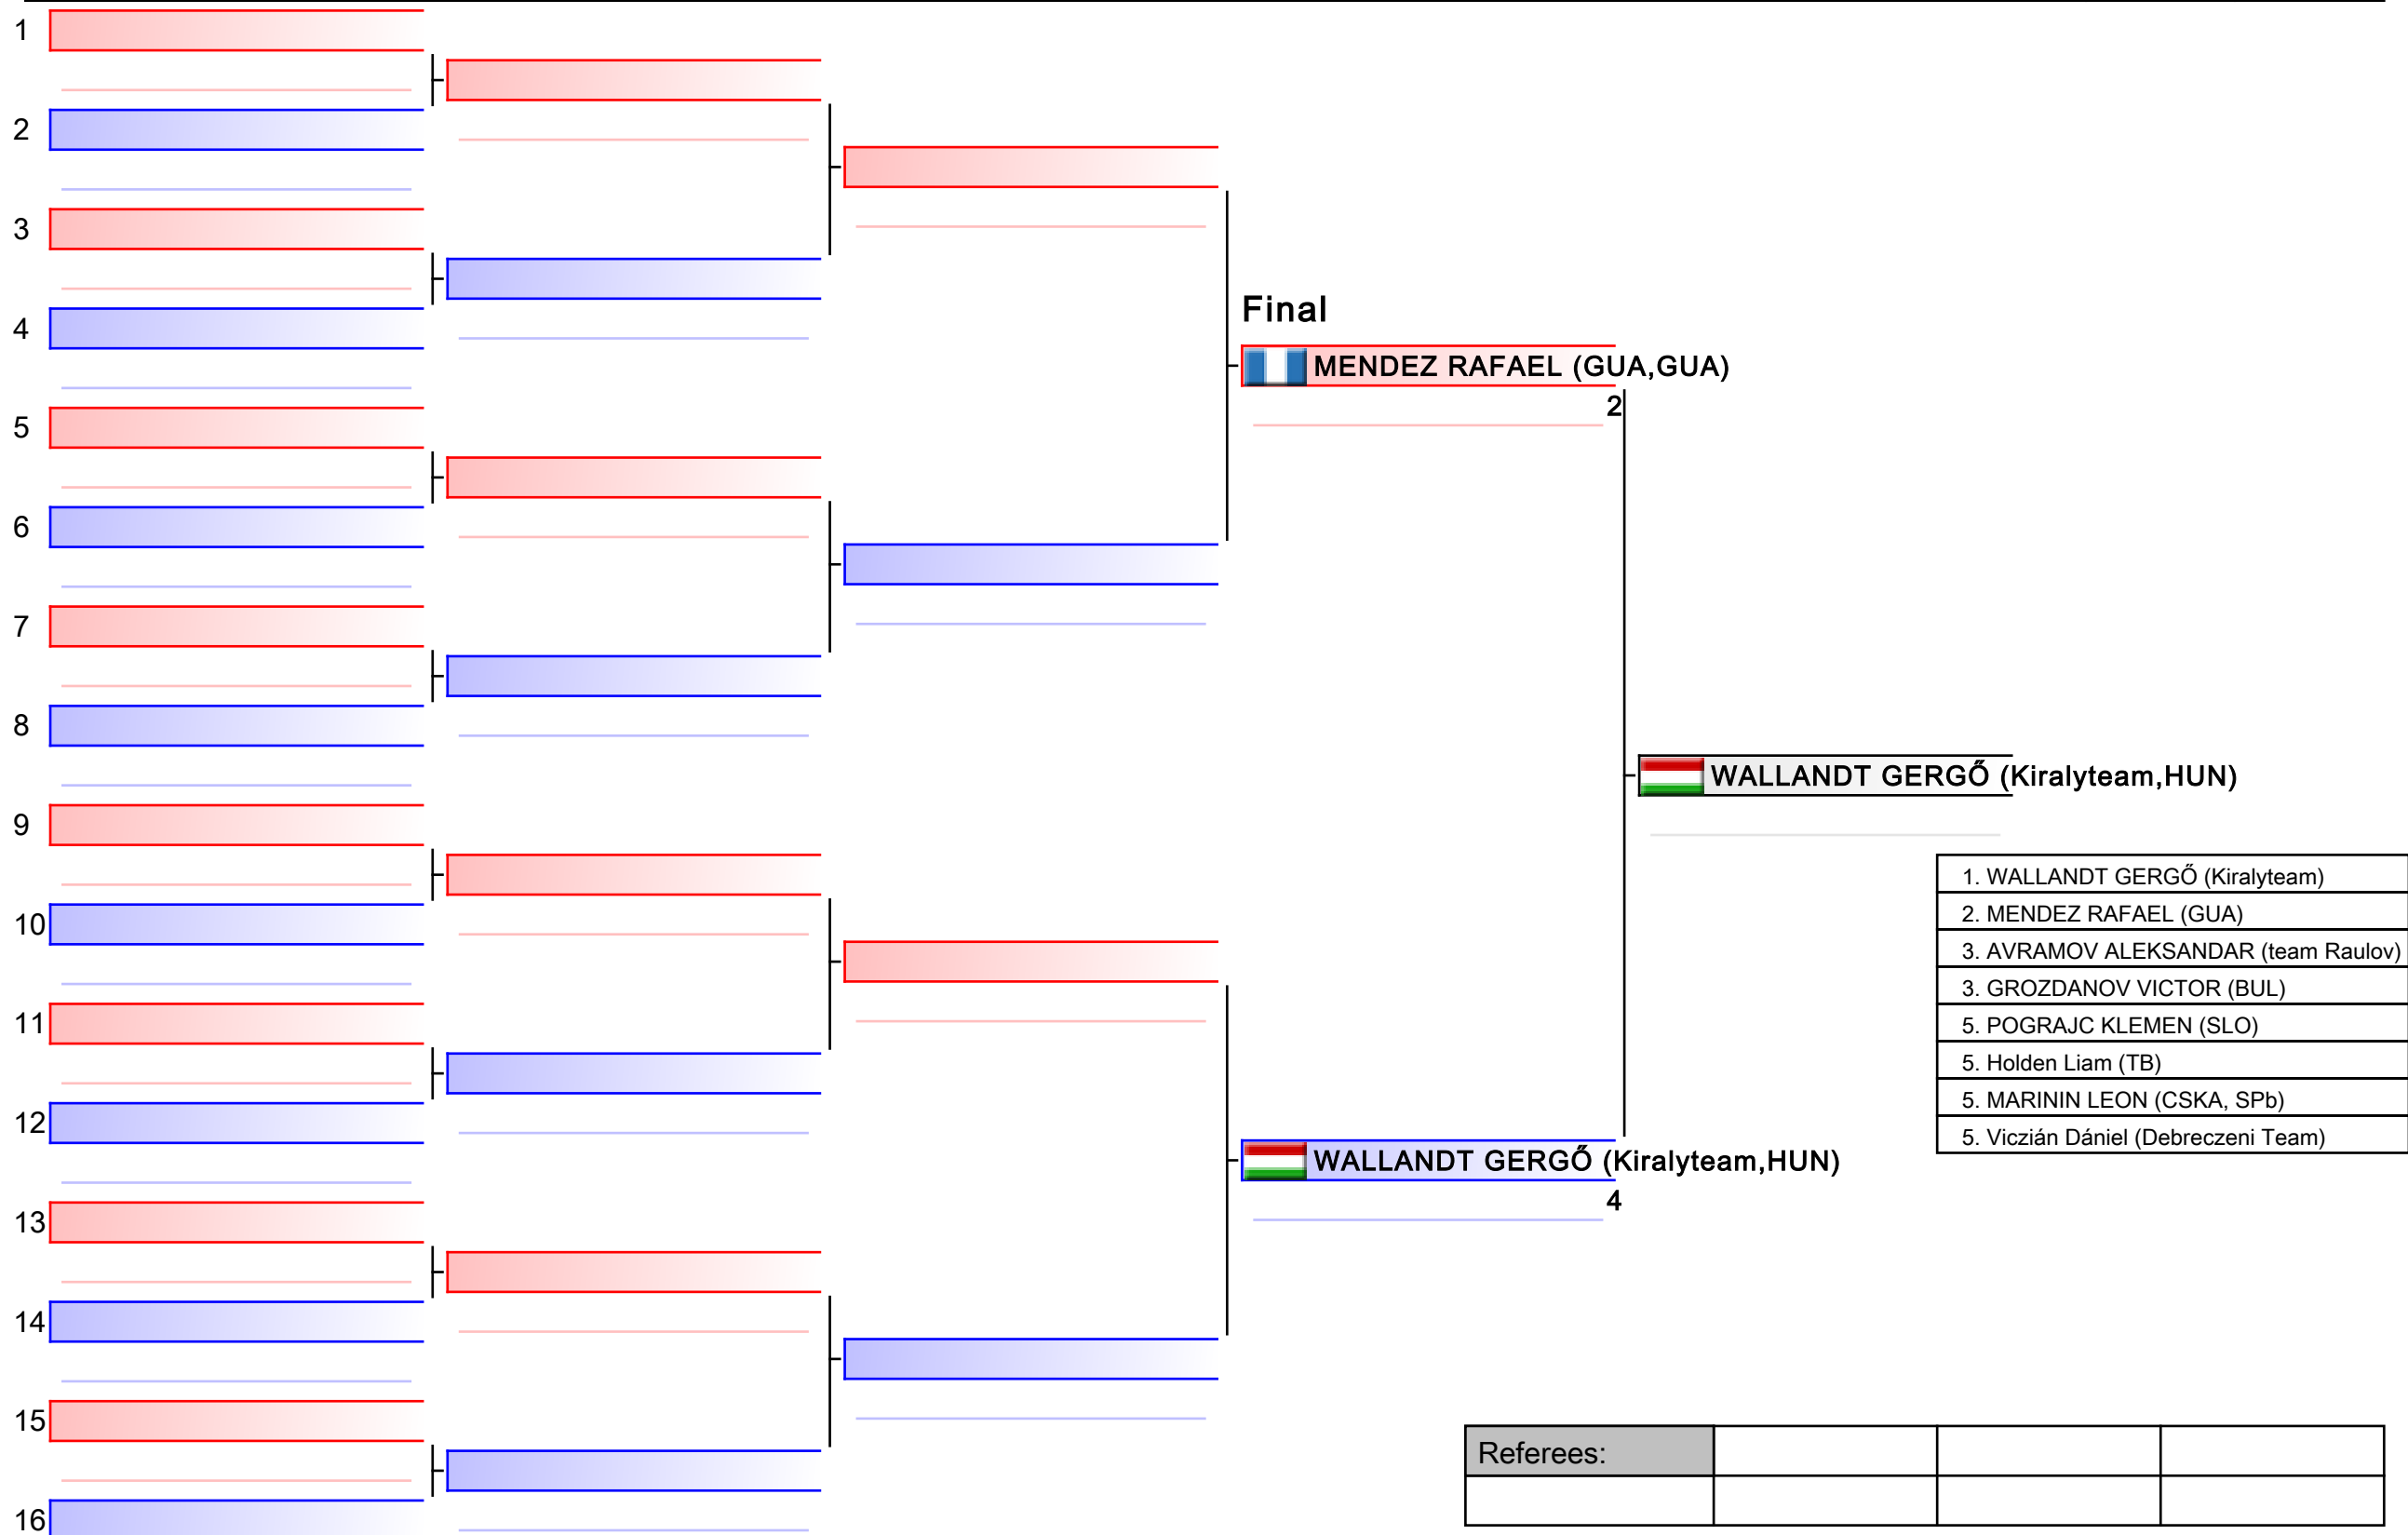 1
2
3
4
Final
MENDEZ RAFAEL (GUA,GUA)
2
5
6
7
8
WALLANDT GERGŐ (Kiralyteam,HUN)
9
1. WALLANDT GERGŐ (Kiralyteam)
2. MENDEZ RAFAEL (GUA)
10
3. AVRAMOV ALEKSANDAR (team Raulov)
3. GROZDANOV VICTOR (BUL)
11
5. POGRAJC KLEMEN (SLO)
5. Holden Liam (TB)
5. MARININ LEON (CSKA, SPb)
12
5. Viczián Dániel (Debreczeni Team)
WALLANDT GERGŐ (Kiralyteam,HUN)
4
13
14
15
Referees:
16